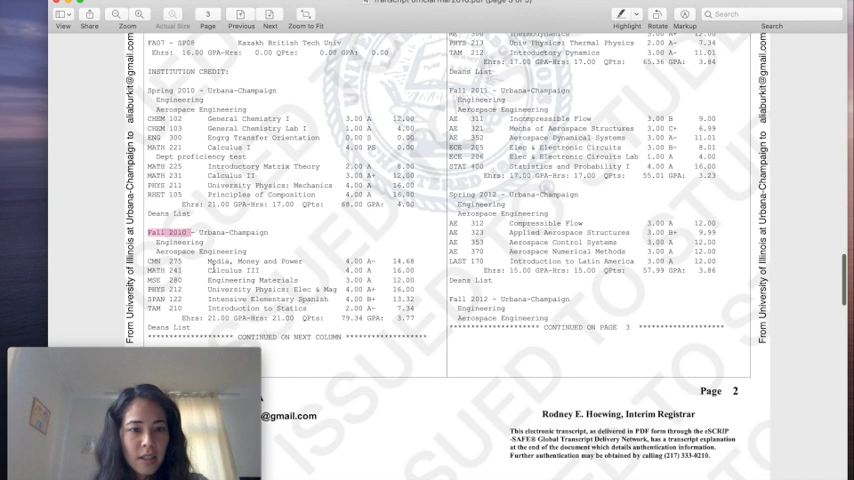 Transcript official mai 2016.pdf (page 3 of 5)
View Share Zoom Actual Size Page Previous Next Zoom to Fit Highlight Rotate Markup Search
3
Search
FA07 - SP08 Kazakh British Tech Univ
Ehrs: 16.00 GPA-Hrs: 0.00 QPts: 0.00 GPA: 0.00
INSTITUTION CREDIT:
Spring 2010 - Urbana-Champaign
Engineering
Aerospace Engineering
CHEM 102 General Chemistry I 3.00 A 12.00
CHEM 103 General Chemistry Lab I 1.00 A 4.00
ENG 300 Engrg Transfer Orientation 0.00 S 0.00
MATH 221 Calculus I 4.00 PS 0.00
Dept proficiency test
MATH 225 Introductory Matrix Theory 2.00 A 8.00
MATH 231 Calculus II 3.00 A+ 12.00
PHYS 211 University Physics: Mechanics 4.00 A 16.00
RHET 105 Principles of Composition 4.00 A 16.00
Ehrs: 21.00 GPA-Hrs: 17.00 QPts: 68.00 GPA: 4.00
Deans List
Fall 2010 - Urbana-Champaign
Engineering
Aerospace Engineering
CMN 275 Media, Money and Power 4.00 A- 14.68
MATH 241 Calculus III 4.00 A 16.00
MSE 280 Engineering Materials 3.00 A 12.00
PHYS 212 University Physics: Elec & Mag 4.00 A+ 16.00
SPAN 122 Intensive Elementary Spanish 4.00 B+ 13.32
TAM 210 Introduction to Statics 2.00 A- 7.34
Ehrs: 21.00 GPA-Hrs: 21.00 QPts: 79.34 GPA: 3.77
Deans List
******************** CONTINUED ON NEXT COLUMN *******************
PHYS 213 Univ Physics: Thermal Physics 2.00 A- 7.34
TAM 212 Introductory Dynamics 3.00 A- 11.01
Ehrs: 17.00 GPA-Hrs: 17.00 QPts: 65.36 GPA: 3.84
Deans List
Fall 2011 - Urbana-Champaign
Engineering
Aerospace Engineering
AE 311 Incompressible Flow 3.00 B 9.00
AE 321 Mechs of Aerospace Structures 3.00 C+ 6.99
AE 352 Aerospace Dynamical Systems 3.00 A- 11.01
ECE 205 Elec & Electronic Circuits 3.00 B- 8.01
ECE 206 Elec & Electronic Circuits Lab 1.00 A 4.00
STAT 400 Statistics and Probability I 4.00 A 16.00
Ehrs: 17.00 GPA-Hrs: 17.00 QPts: 55.01 GPA: 3.23
Spring 2012 - Urbana-Champaign
Engineering
Aerospace Engineering
AE 312 Compressible Flow 3.00 A 12.00
AE 323 Applied Aerospace Structures 3.00 B+ 9.99
AE 353 Aerospace Control Systems 3.00 A 12.00
AE 370 Aerospace Numerical Methods 3.00 A 12.00
LAST 170 Introduction to Latin America 3.00 A 12.00
Ehrs: 15.00 GPA-Hrs: 15.00 QPts: 57.99 GPA: 3.86
Deans List
Fall 2012 - Urbana-Champaign
Engineering
Aerospace Engineering
******************** CONTINUED ON PAGE 3 *******************
From University of Illinois at Urbana-Champaign to aliaburkit@gmail.com
From University of Illinois at Urbana-Champaign to aliaburkit@gmail.com
Page 2
@gmail.com
Rodney E. Hoewing, Interim Registrar
This electronic transcript, as delivered in PDF form through the eSCRIP
-SAFE® Global Transcript Delivery Network, has a transcript explanation
at the end of the document which details authentication information.
Further authentication may be obtained by calling (217) 333-0210.
ISSUED TO